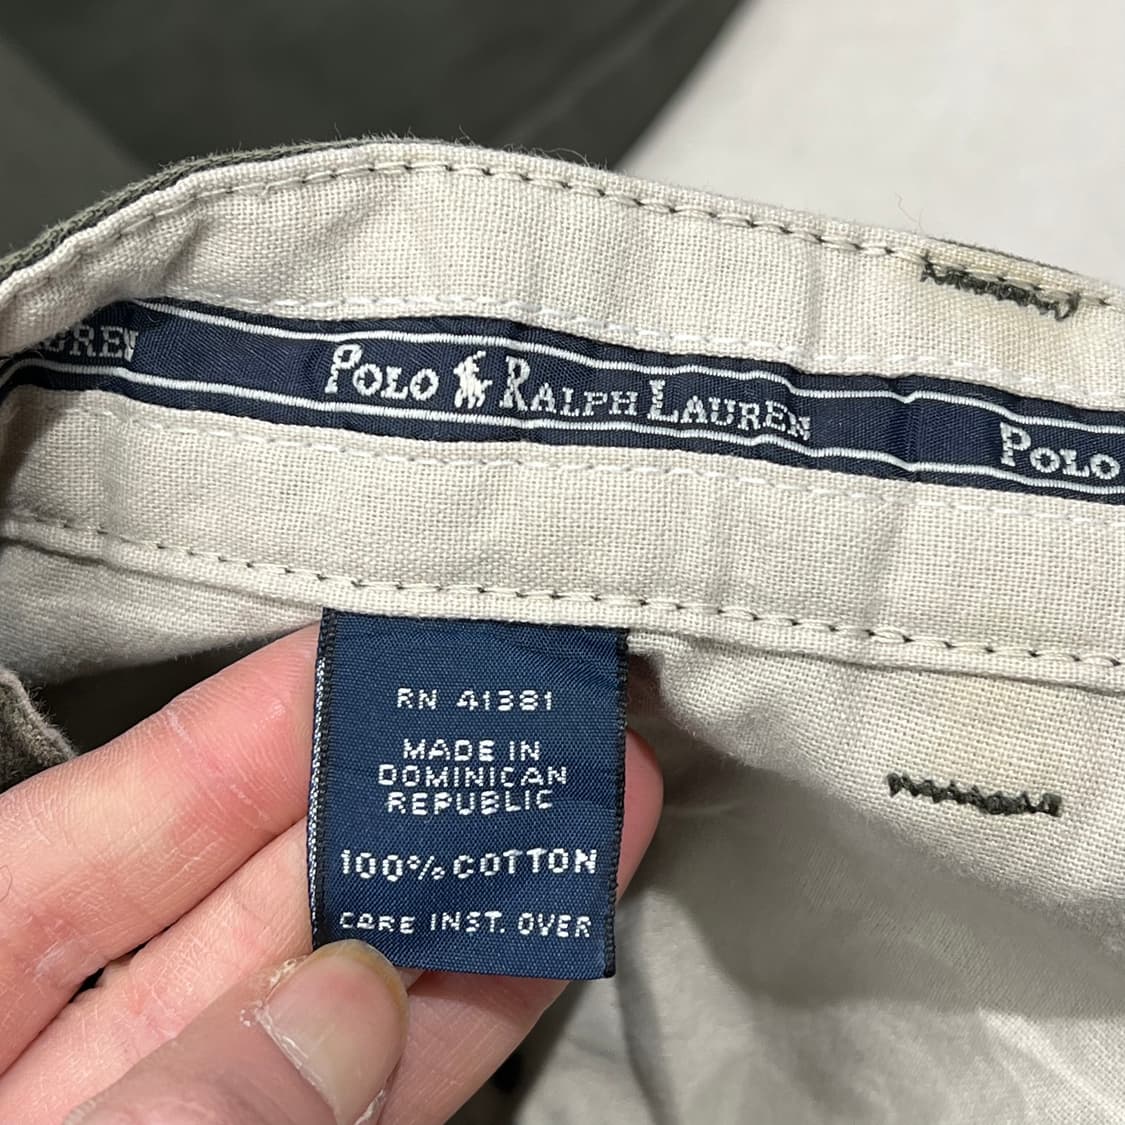 UREN
POLO RALPH LAUREN
POLO
RN 41381
MADE IN
DOMINICAN
REPUBLIC
100% COTTON
CARE INST. OVER